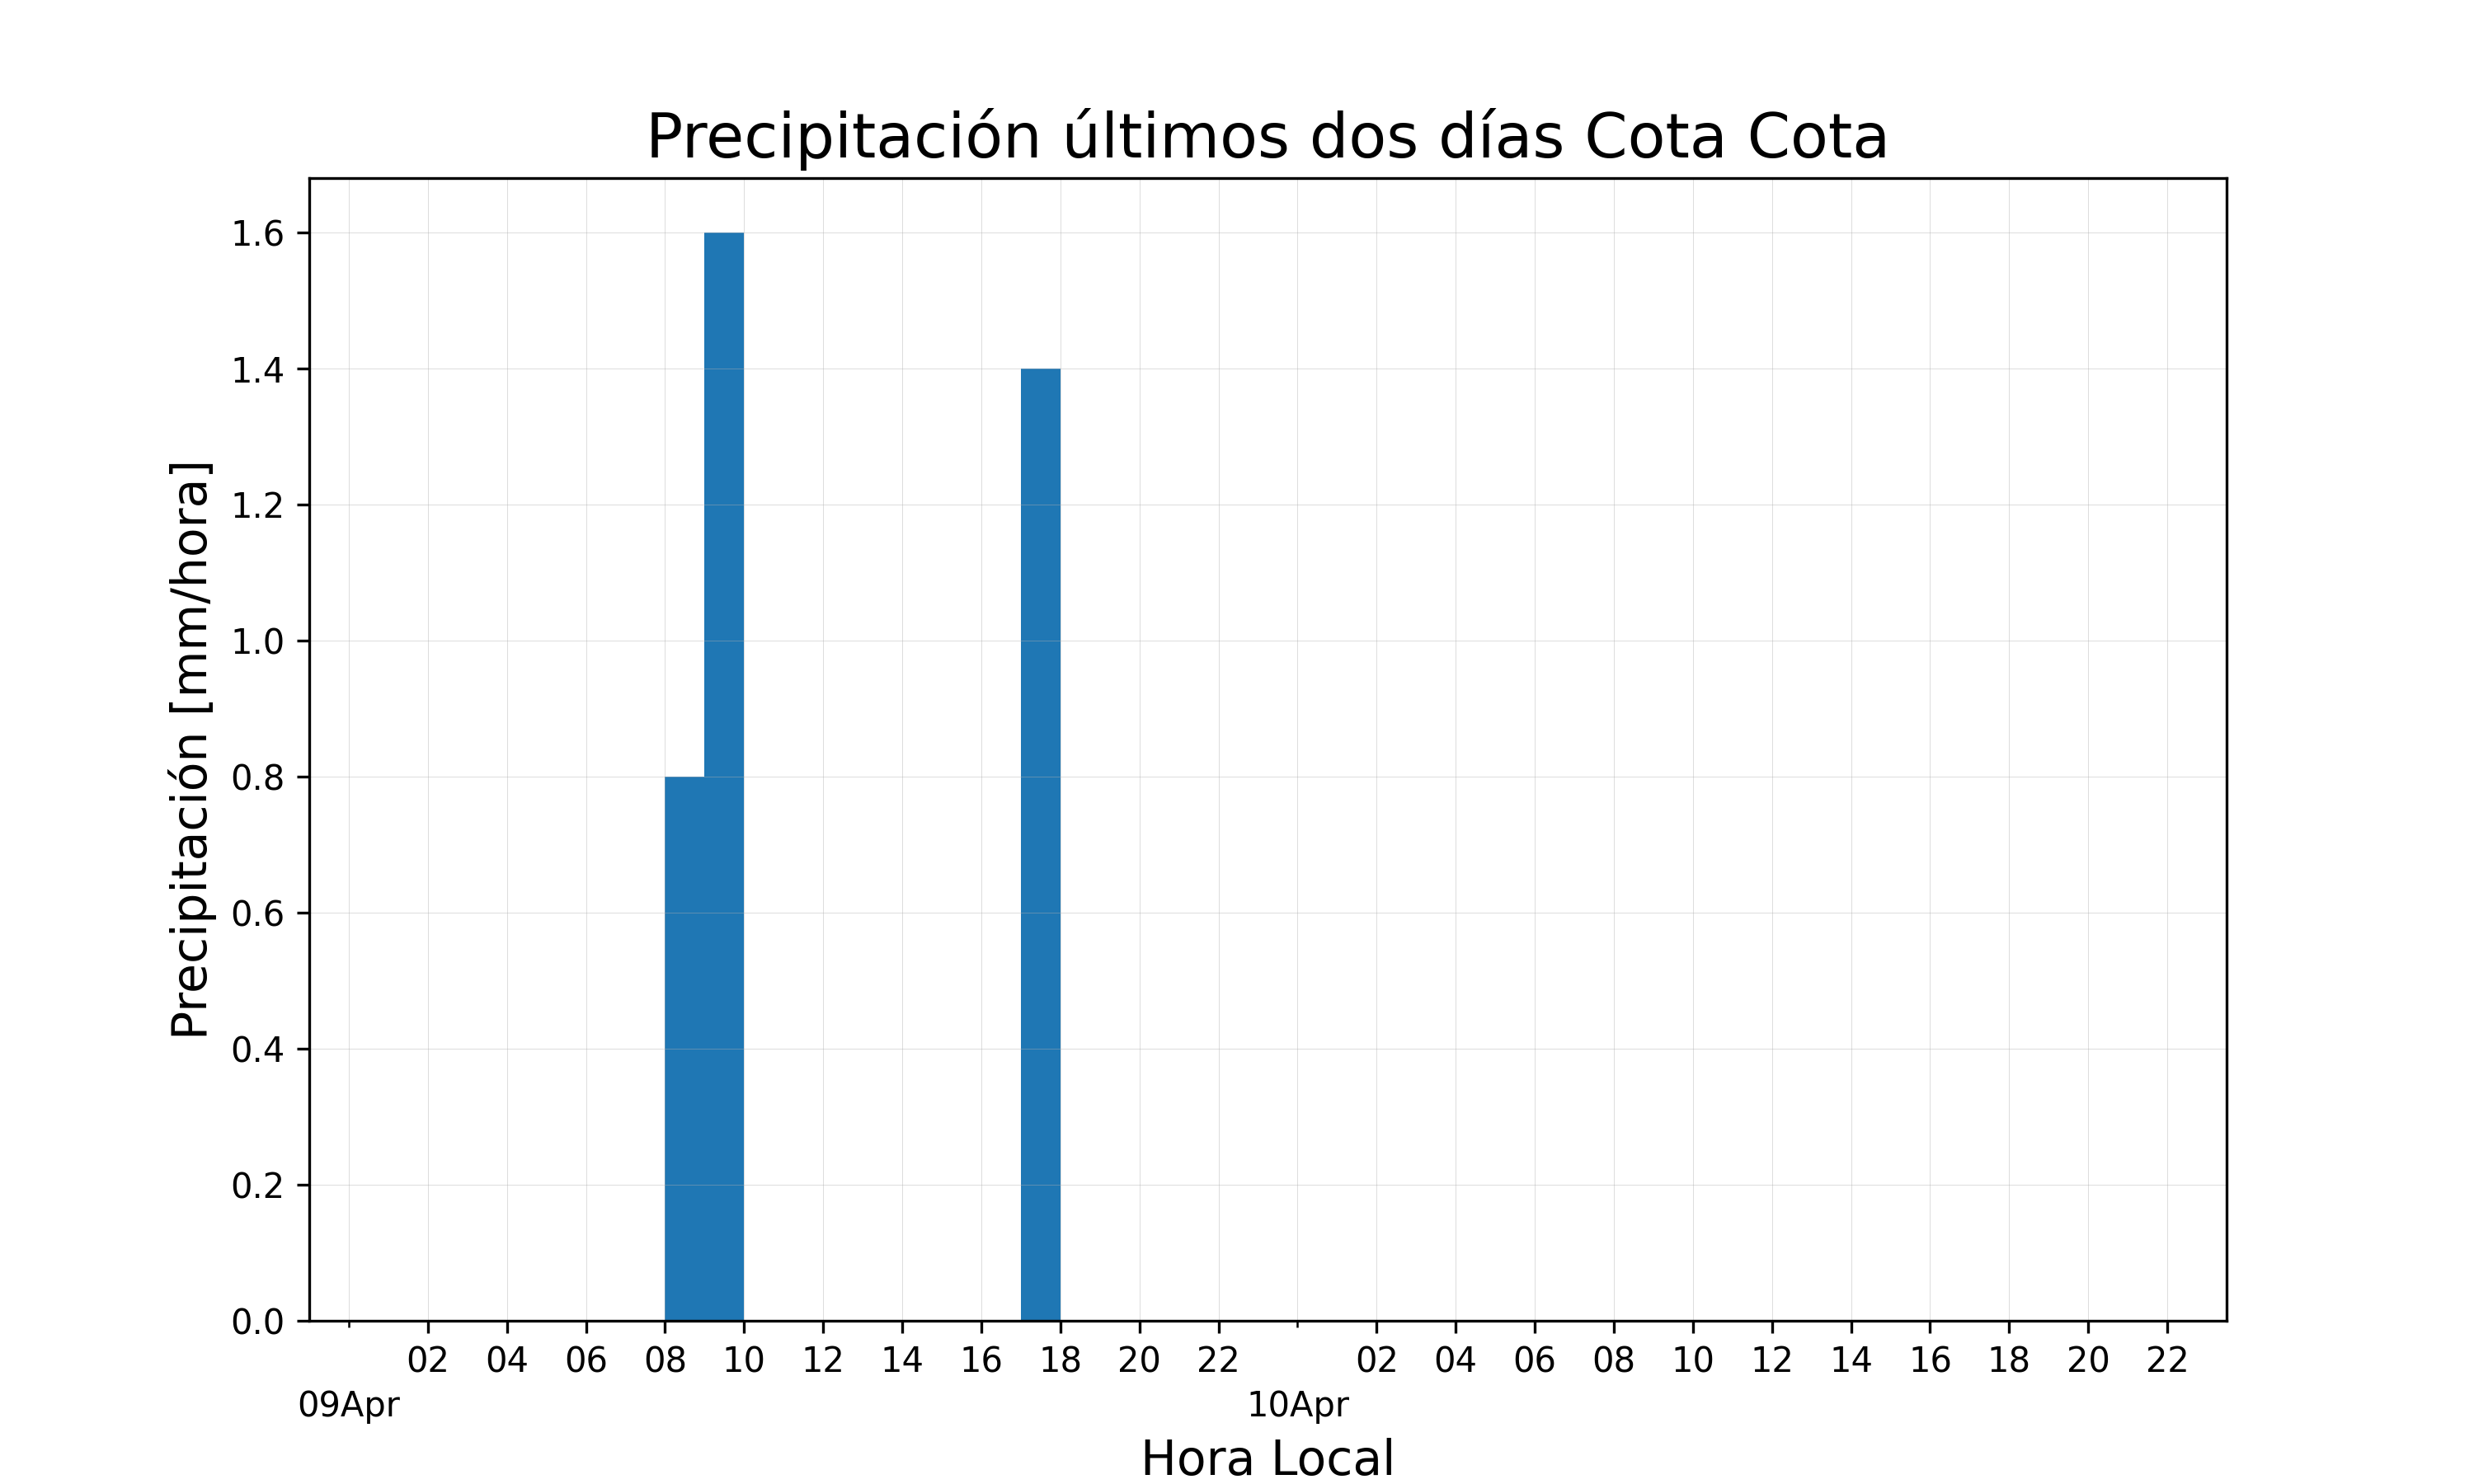 Precipitación últimos dos días Cota Cota
Precipitación [mm/hora]
1.6
1.4
1.2
1.0
0.8
0.6
0.4
0.2
0.0
02 04 06 08 10 12 14 16 18 20 22 02 04 06 08 10 12 14 16 18 20 22
09Apr 10Apr
Hora Local